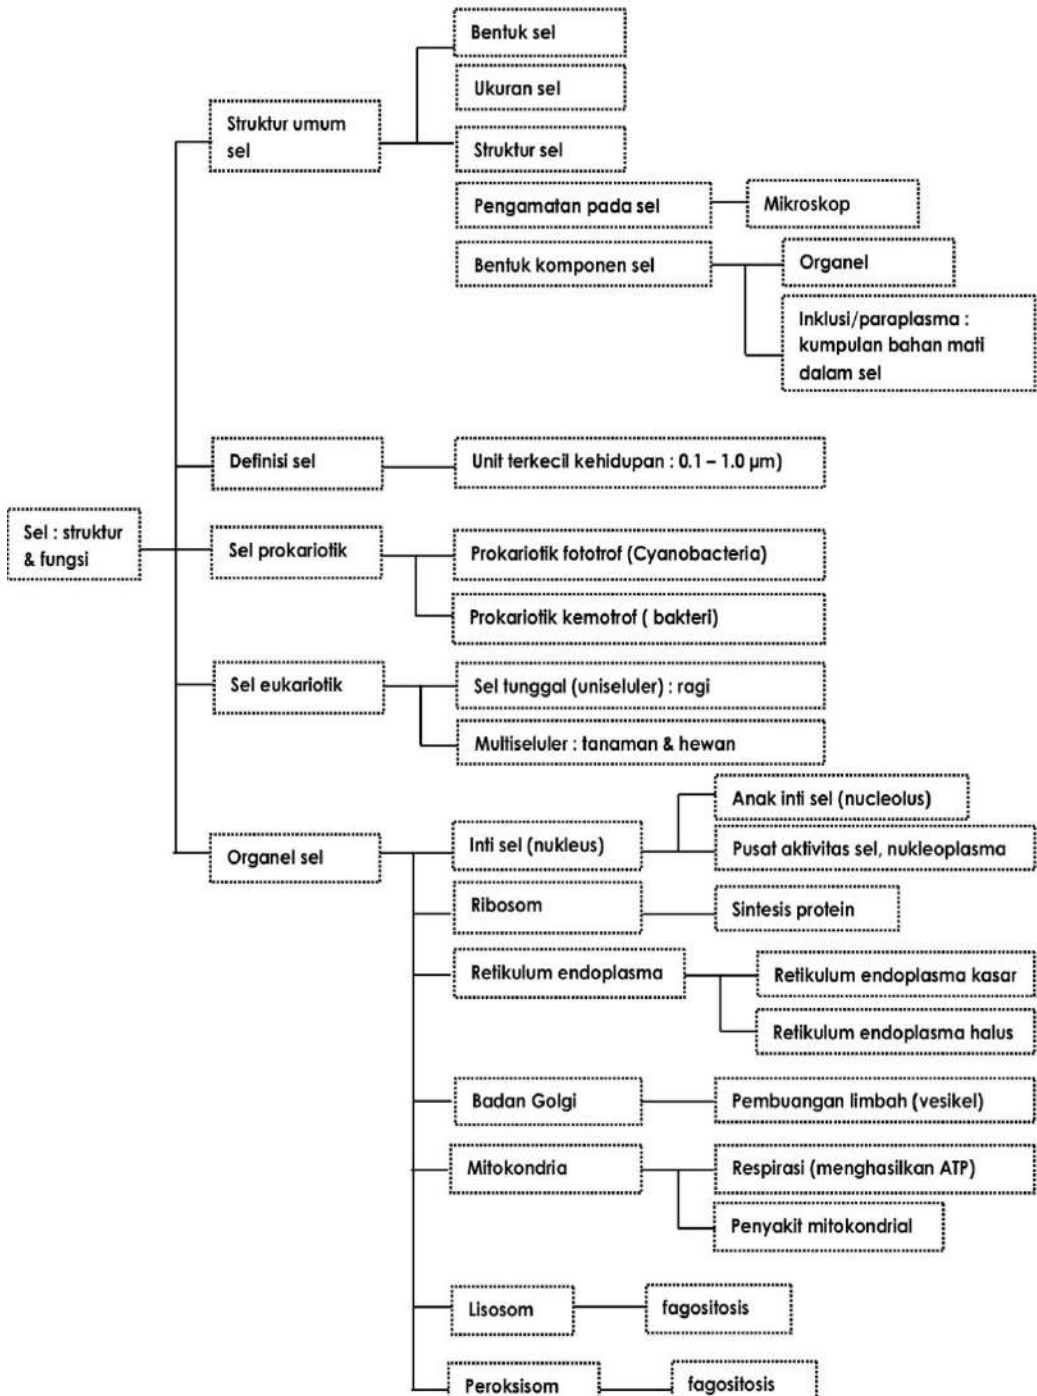 Bentuk sel
Ukuran sel
Struktur umum
sel
Struktur sel
Pengamatan pada sel
Mikroskop
Bentuk komponen sel
Organel
Inklusi/paraplasma :
kumpulan bahan mati
dalam sel
Definisi sel
Unit terkecil kehidupan : 0.1 – 1.0 µm)
Sel : struktur
& fungsi
Sel prokariotik
Prokariotik fototrof (Cyanobacteria)
Prokariotik kemotrof ( bakteri)
Sel eukariotik
Sel tunggal (uniseluler) : ragi
Multiseluler : tanaman & hewan
Organel sel
Inti sel (nukleus)
Anak inti sel (nucleolus)
Pusat aktivitas sel, nukleoplasma
Ribosom
Sintesis protein
Retikulum endoplasma
Retikulum endoplasma kasar
Retikulum endoplasma halus
Badan Golgi
Pembuangan limbah (vesikel)
Mitokondria
Respirasi (menghasilkan ATP)
Penyakit mitokondrial
Lisosom
fagositosis
Peroksisom
fagositosis